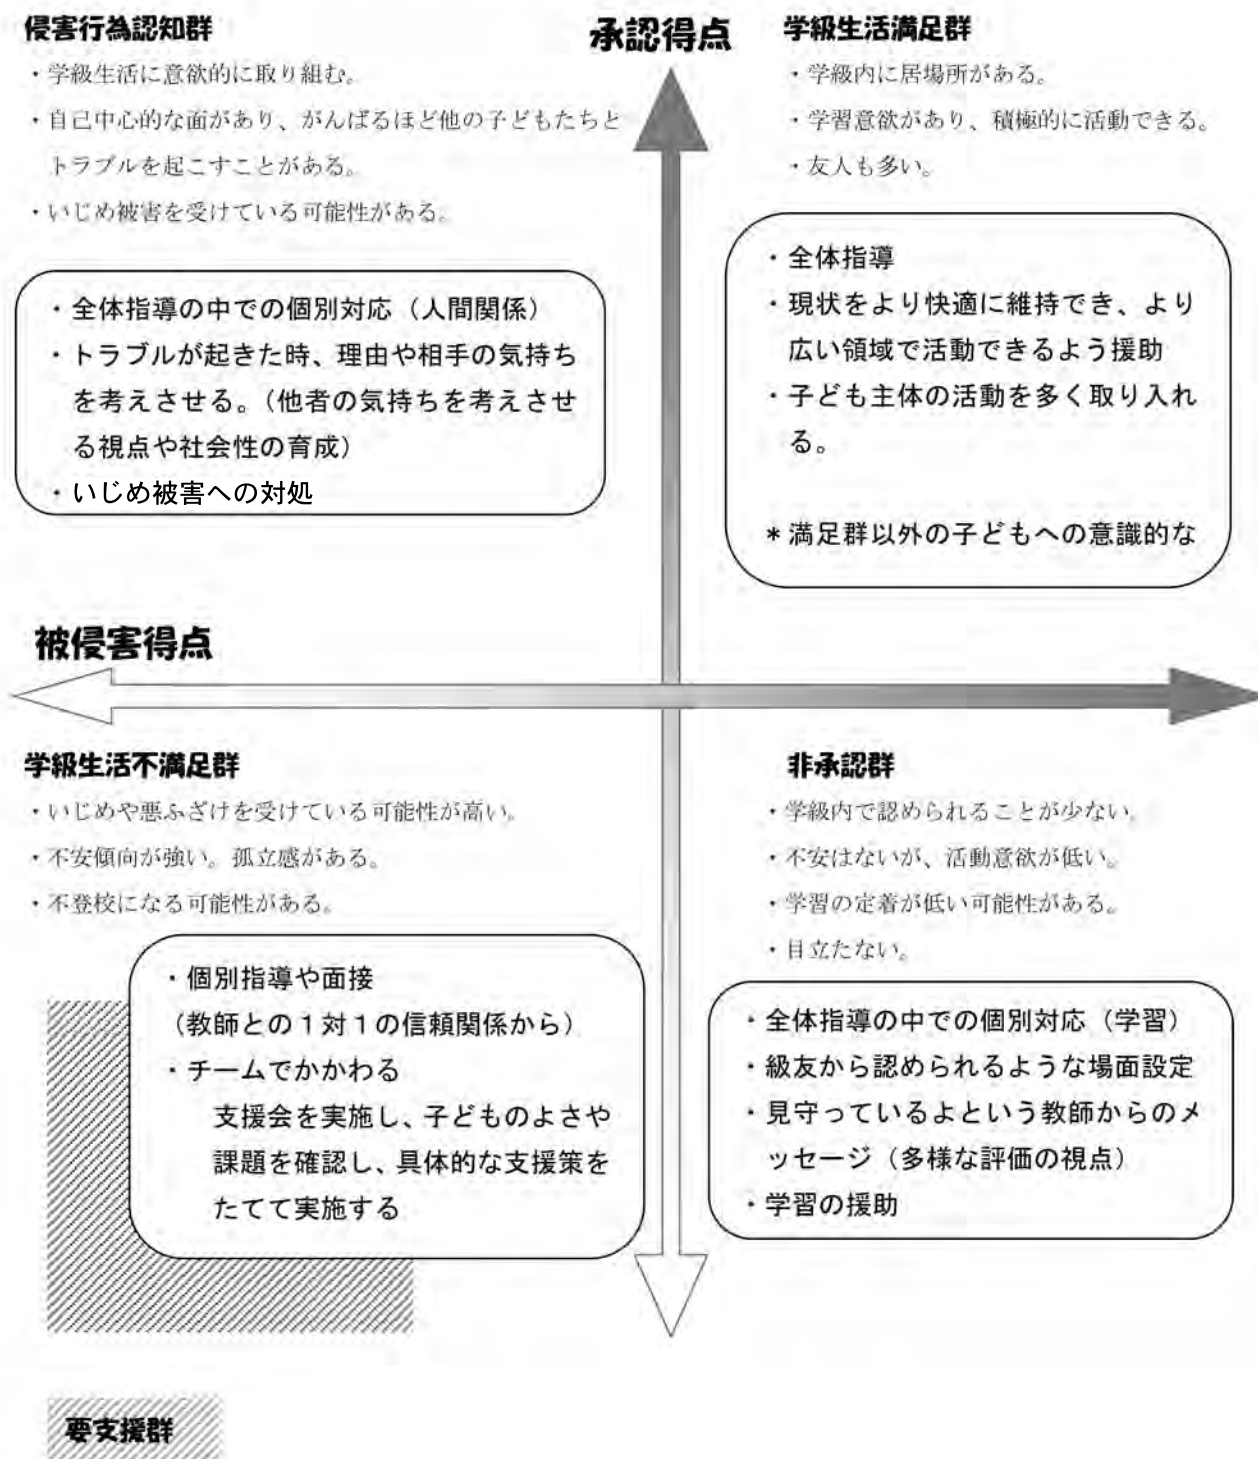 侵害行為認知群
・学級生活に意欲的に取り組む。
・自己中心的な面があり、がんばるほど他の子どもたちと
トラブルを起こすことがある。
・いじめ被害を受けている可能性がある。
・全体指導の中での個別対応（人間関係）
・トラブルが起きた時、理由や相手の気持ち
を考えさせる。（他者の気持ちを考えさせ
る視点や社会性の育成）
・いじめ被害への対処
承認得点
学級生活満足群
・学級内に居場所がある。
・学習意欲があり、積極的に活動できる。
・友人も多い。
・全体指導
・現状をより快適に維持でき、より
広い領域で活動できるよう援助
・子ども主体の活動を多く取り入れ
る。
＊満足群以外の子どもへの意識的な
被侵害得点
学級生活不満足群
・いじめや悪ふざけを受けている可能性が高い。
・不安傾向が強い。孤立感がある。
・不登校になる可能性がある。
・個別指導や面接
（教師との１対１の信頼関係から）
・チームでかかわる
支援会を実施し、子どものよさや
課題を確認し、具体的な支援策を
たてて実施する
非承認群
・学級内で認められることが少ない。
・不安はないが、活動意欲が低い。
・学習の定着が低い可能性がある。
・目立たない。
・全体指導の中での個別対応（学習）
・級友から認められるような場面設定
・見守っているよという教師からのメ
ッセージ（多様な評価の視点）
・学習の援助
要支援群